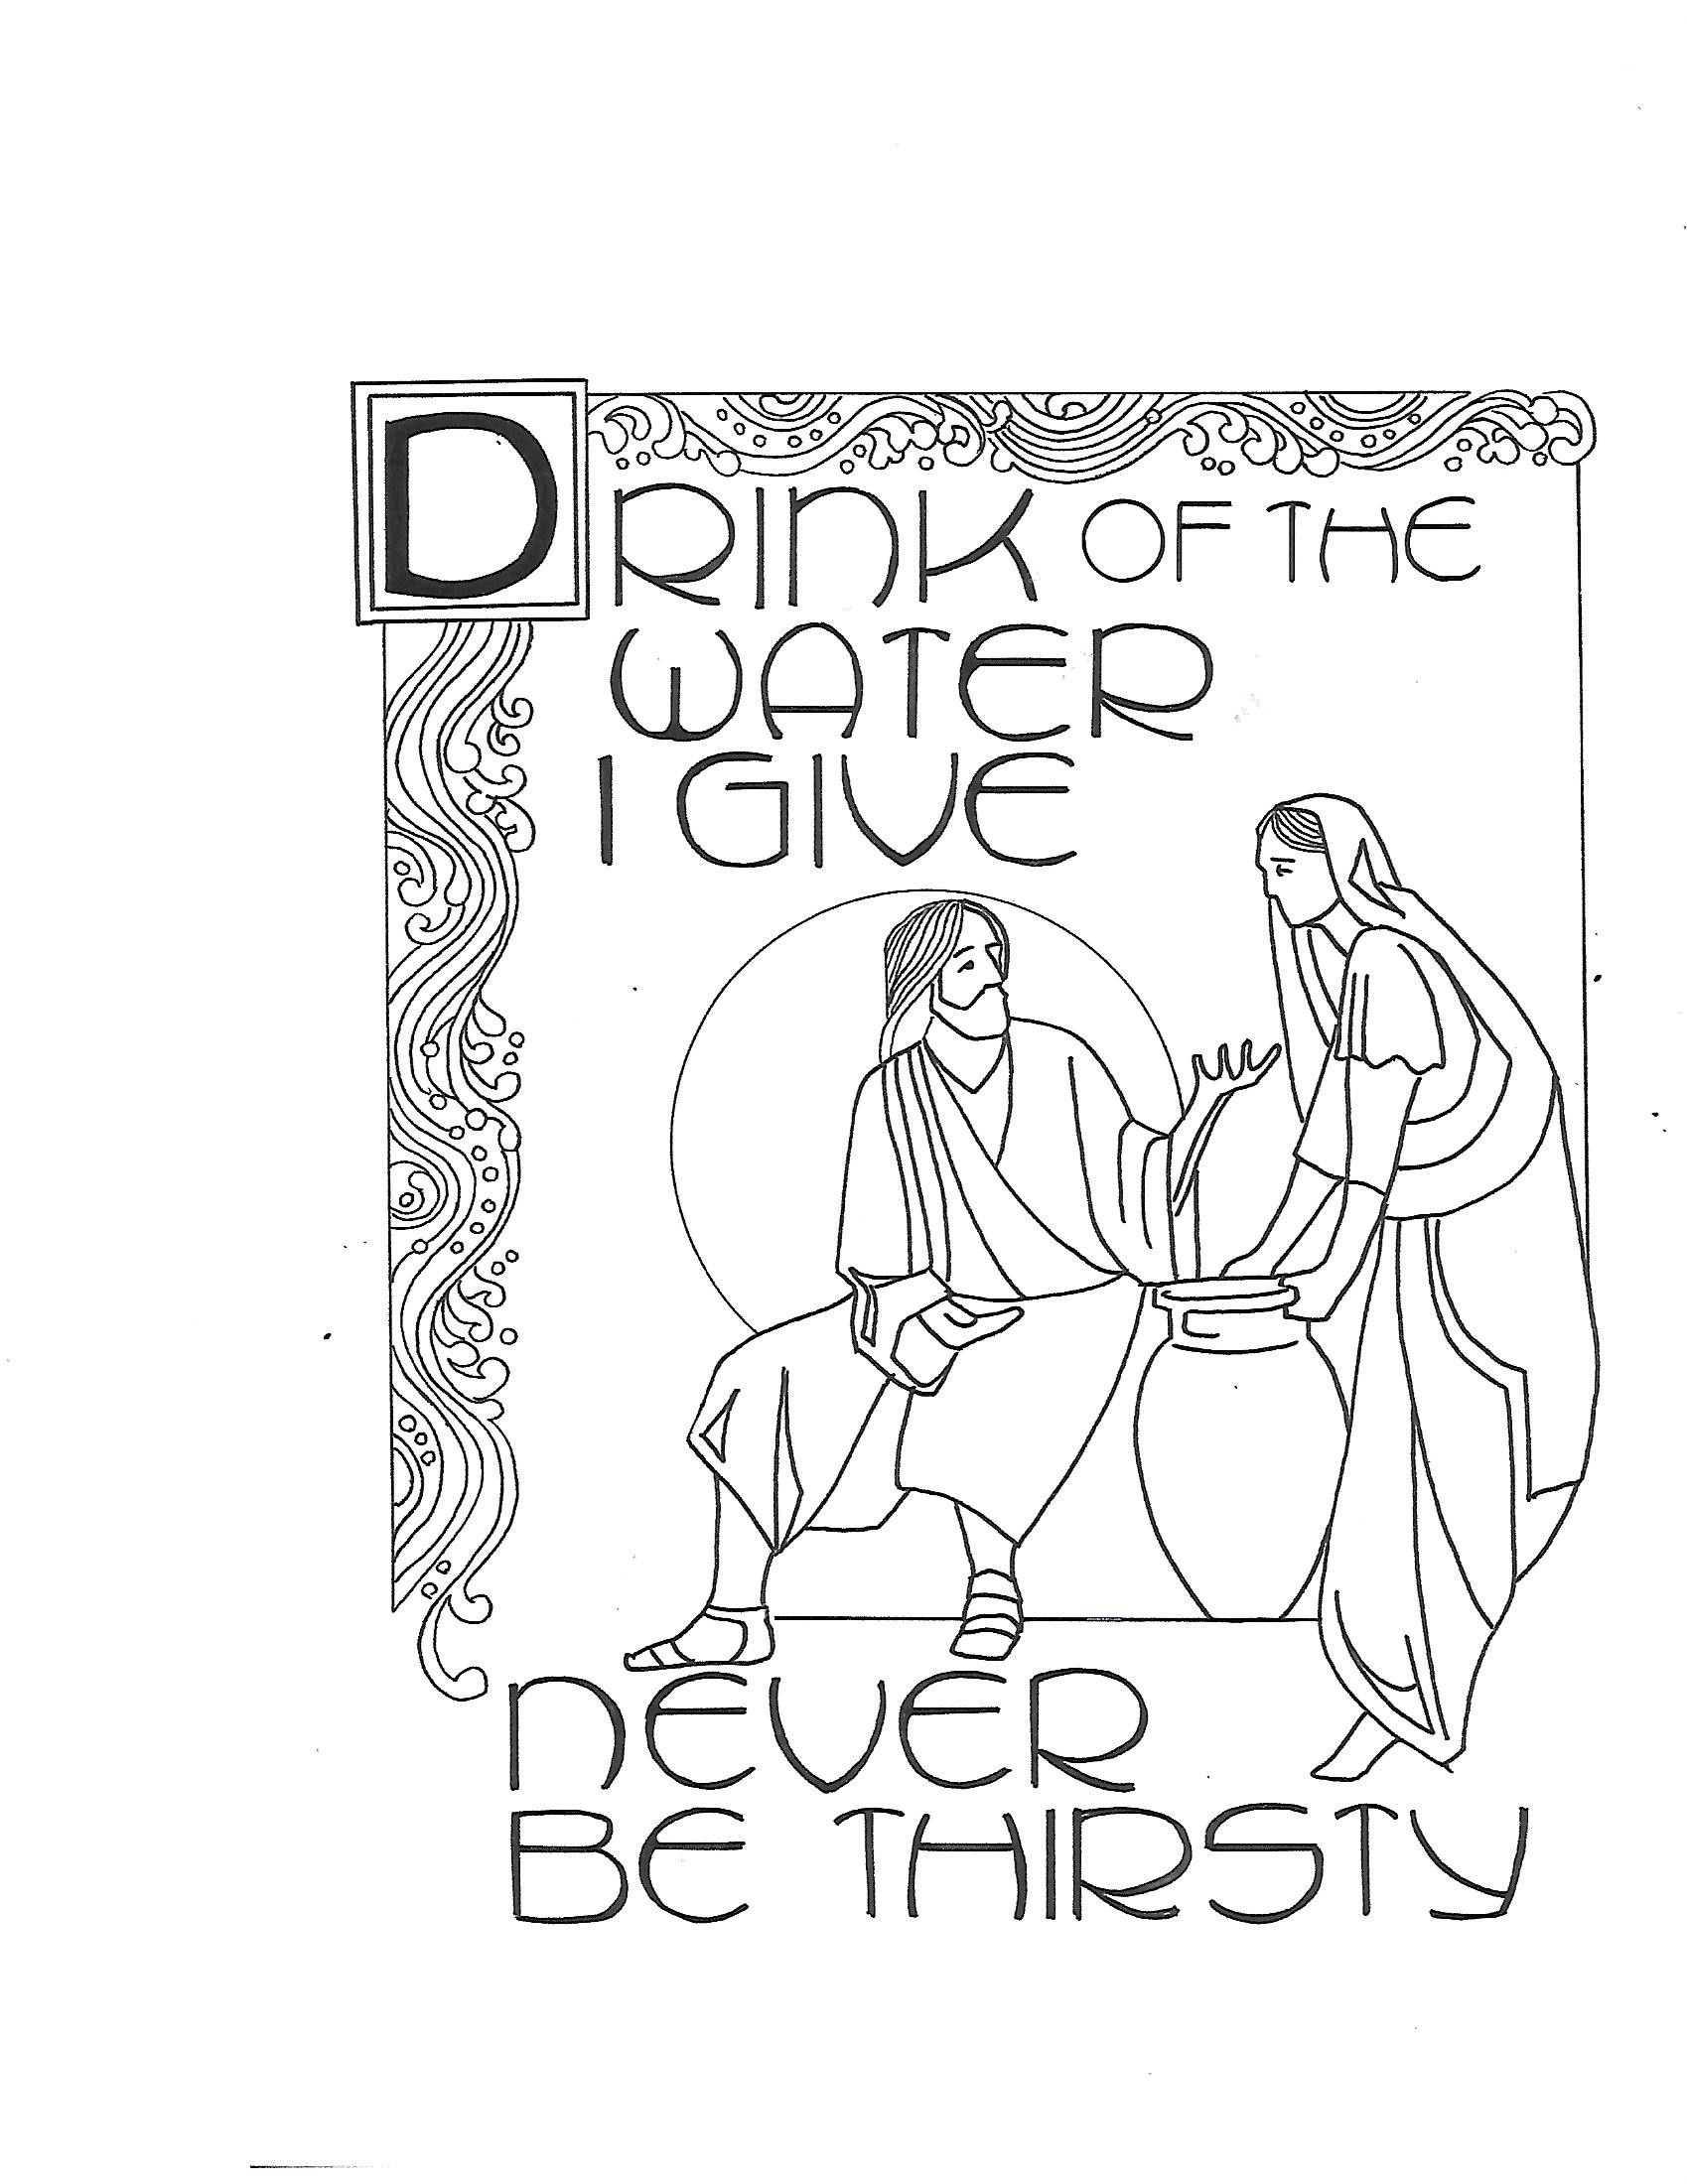 DRINK OF THE
WATER
I GIVE
NEVER
BE THIRSTY